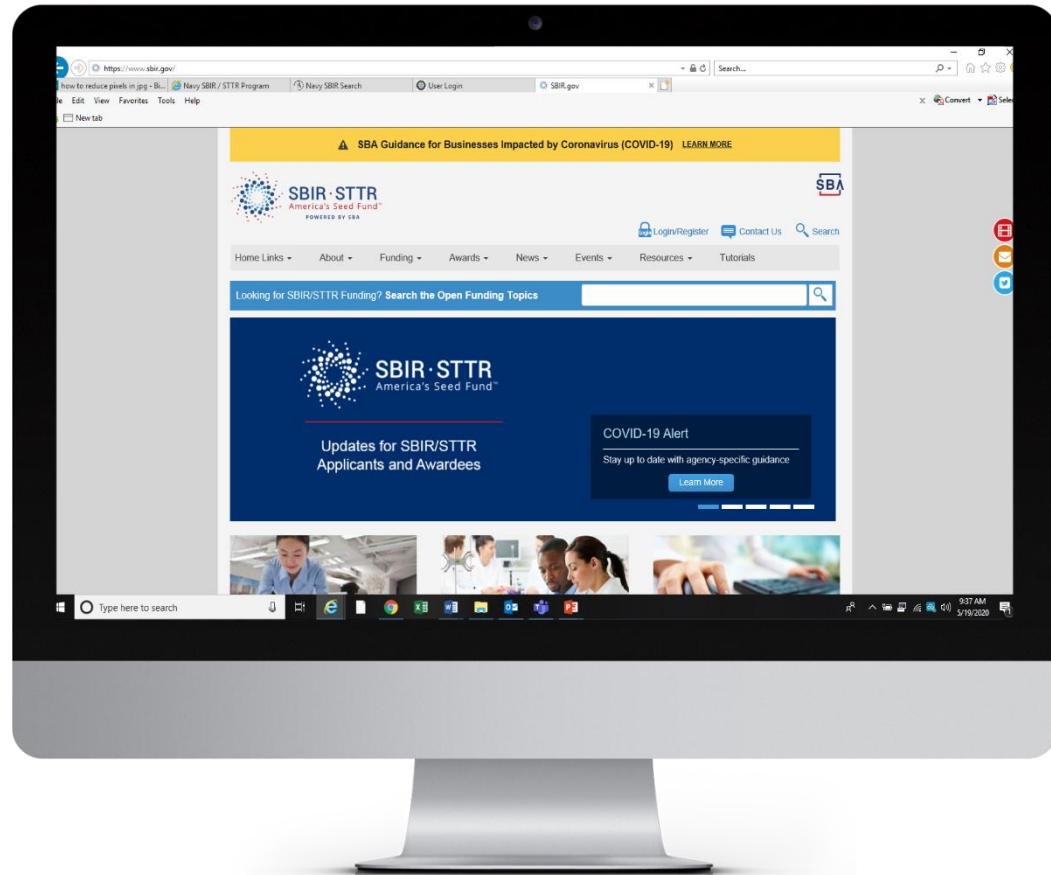 https://www.sbir.gov/
Search...
how to reduce pixels in jpg - Bi...
Navy SBIR / STTR Program
Navy SBIR Search
User Login
SBIR.gov
Edit View Favorites Tools Help
Convert
New tab
SBA Guidance for Businesses Impacted by Coronavirus (COVID-19) LEARN MORE
SBIR·STTR
America's Seed Fund™
POWERED BY SBA
SBA
Login/Register
Contact Us
Search
Home Links
About
Funding
Awards
News
Events
Resources
Tutorials
Looking for SBIR/STTR Funding? Search the Open Funding Topics
SBIR·STTR
America's Seed Fund™
Updates for SBIR/STTR
Applicants and Awardees
COVID-19 Alert
Stay up to date with agency-specific guidance
Learn More
Type here to search
9:37 AM
5/19/2020